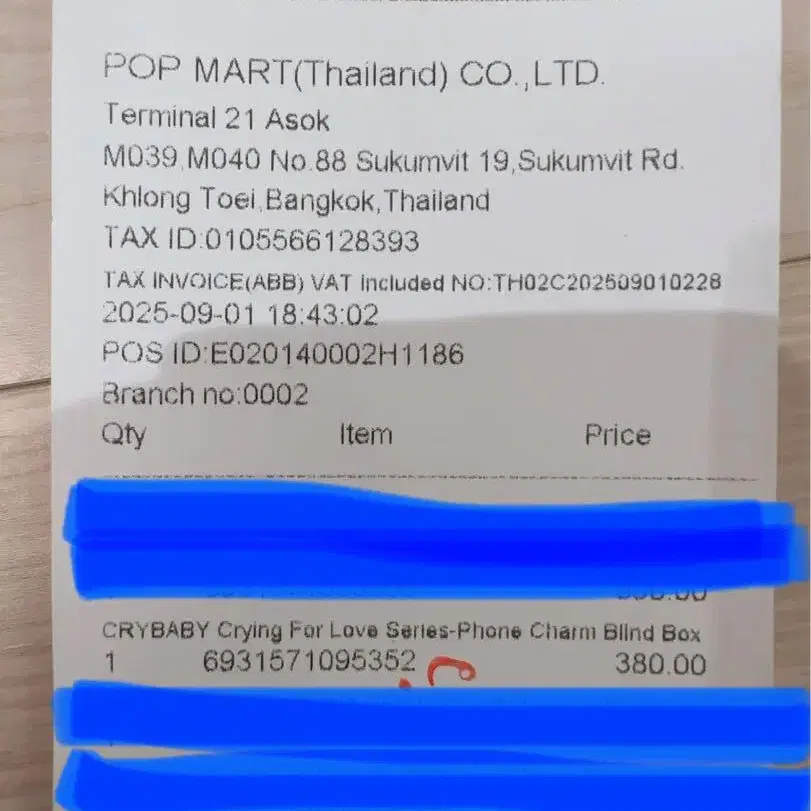 POP MART(Thailand) CO.,LTD.
Terminal 21 Asok
M039,M040 No.88 Sukumvit 19,Sukumvit Rd.
Khlong Toei,Bangkok,Thailand
TAX ID:0105566128393
TAX INVOICE(ABB) VAT included NO:TH02C202509010228
2025-09-01 18:43:02
POS ID:E020140002H1186
Branch no:0002
Qty Item Price
CRYBABY Crying For Love Series-Phone Charm Blind Box
1 6931571095352 380.00